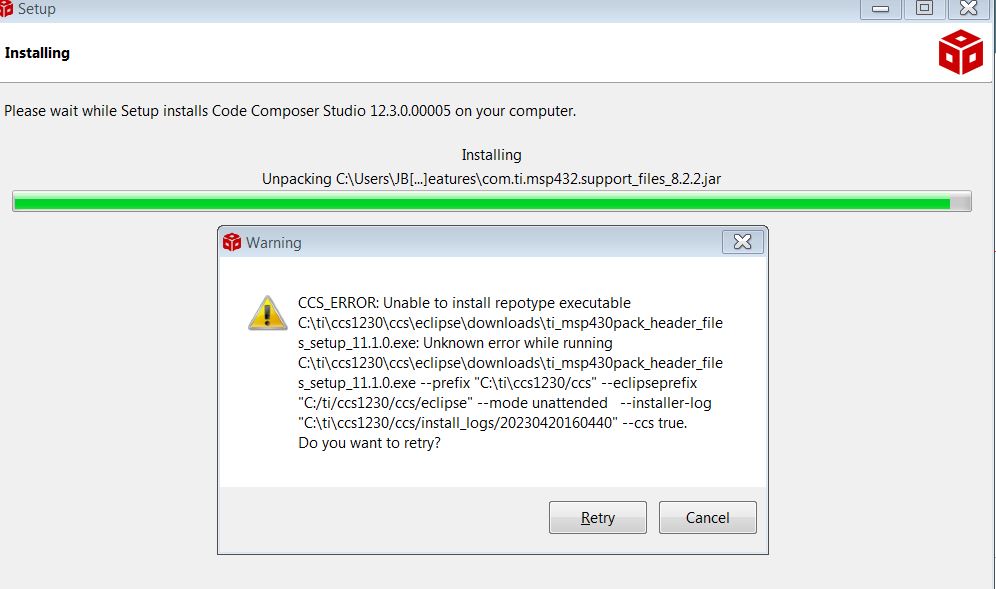 Setup
Installing
Please wait while Setup installs Code Composer Studio 12.3.0.00005 on your computer.
Installing
Unpacking C:\Users\JB[...]eatures\com.ti.msp432.support_files_8.2.2.jar
Warning
CCS_ERROR: Unable to install repotype executable
C:\ti\ccs1230\ccs\eclipse\downloads\ti_msp430pack_header_file
s_setup_11.1.0.exe: Unknown error while running
C:\ti\ccs1230\ccs\eclipse\downloads\ti_msp430pack_header_file
s_setup_11.1.0.exe --prefix "C:\ti\ccs1230/ccs" --eclipseprefix
"C:/ti/ccs1230/ccs/eclipse" --mode unattended   --installer-log
"C:\ti\ccs1230/ccs/install_logs/20230420160440" --ccs true.
Do you want to retry?
Retry
Cancel